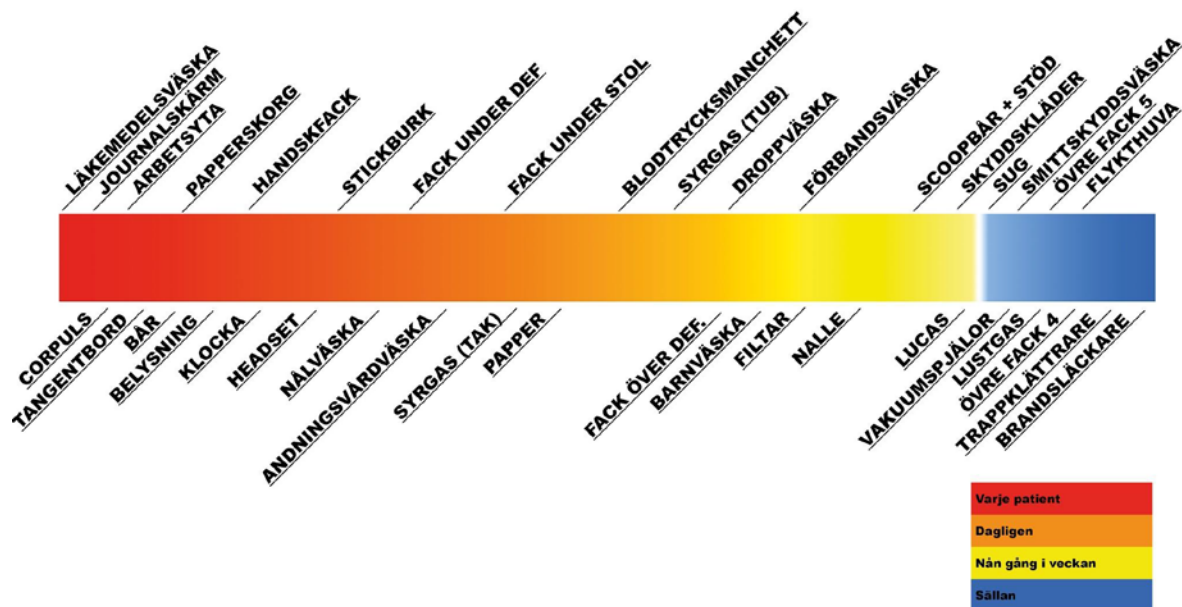 LÄKEMEDELSVÄSKA
JOURNALSKÄRM
ARBETSYTA
PAPPERSKORG
HANDSKFACK
STICKBURK
FACK UNDER DEF
FACK UNDER STOL
BLODTRYCKSMANCHETT
SYRGAS (TUB)
DROPPVÄSKA
FÖRBANDSVÄSKA
SCOOPBÅR + STÖD
SKYDDSKLÄDER
SUG
SMITTSKYDDSVÄSKA
ÖVRE FACK 5
FLYKTHUVA
CORPULS
TANGENTBORD
BÅR
BELYSNING
KLOCKA
HEADSET
NÅLVÄSKA
ANDNINGSVÅRDVÄSKA
SYRGAS (TAK)
PAPPER
FACK ÖVER DEF.
BARNVÄSKA
FILTAR
NALLE
LUCAS
VAKUUMSPJÄLOR
LUSTGAS
ÖVRE FACK 4
TRAPPKLÄTTRARE
BRANDSLÄCKARE
Varje patient
Dagligen
Nån gång i veckan
Sällan